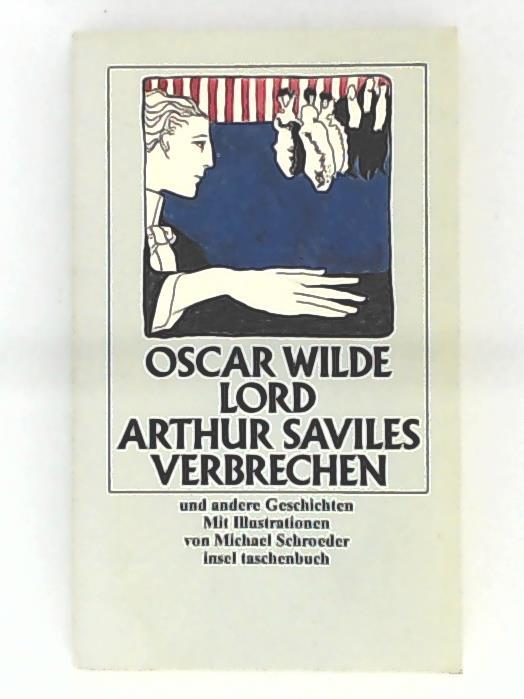 OSCAR WILDE
LORD
ARTHUR SAVILES
VERBRECHEN
und andere Geschichten
Mit Illustrationen
von Michael Schroeder
insel taschenbuch